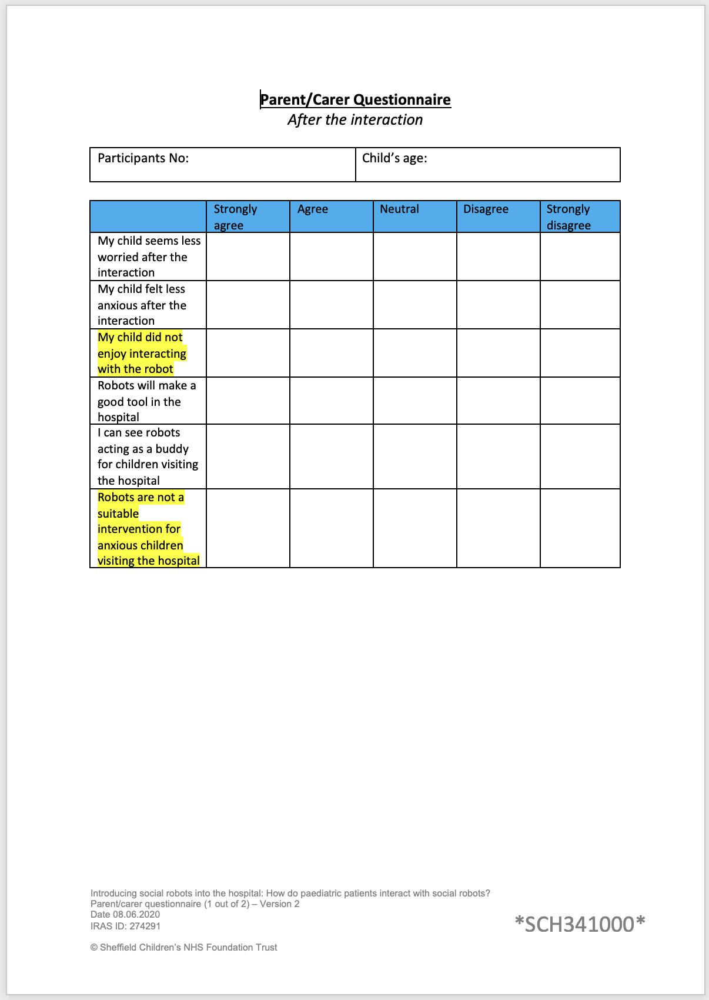 Parent/Carer Questionnaire
After the interaction
Participants No:
Child's age:
Strongly
agree
Agree
Neutral
Disagree
Strongly
disagree
My child seems less
worried after the
interaction
My child felt less
anxious after the
interaction
My child did not
enjoy interacting
with the robot
Robots will make a
good tool in the
hospital
I can see robots
acting as a buddy
for children visiting
the hospital
Robots are not a
suitable
intervention for
anxious children
visiting the hospital
Introducing social robots into the hospital: How do paediatric patients interact with social robots?
Parent/carer questionnaire (1 out of 2) – Version 2
Date 08.06.2020
IRAS ID: 274291
*SCH341000*
© Sheffield Children's NHS Foundation Trust